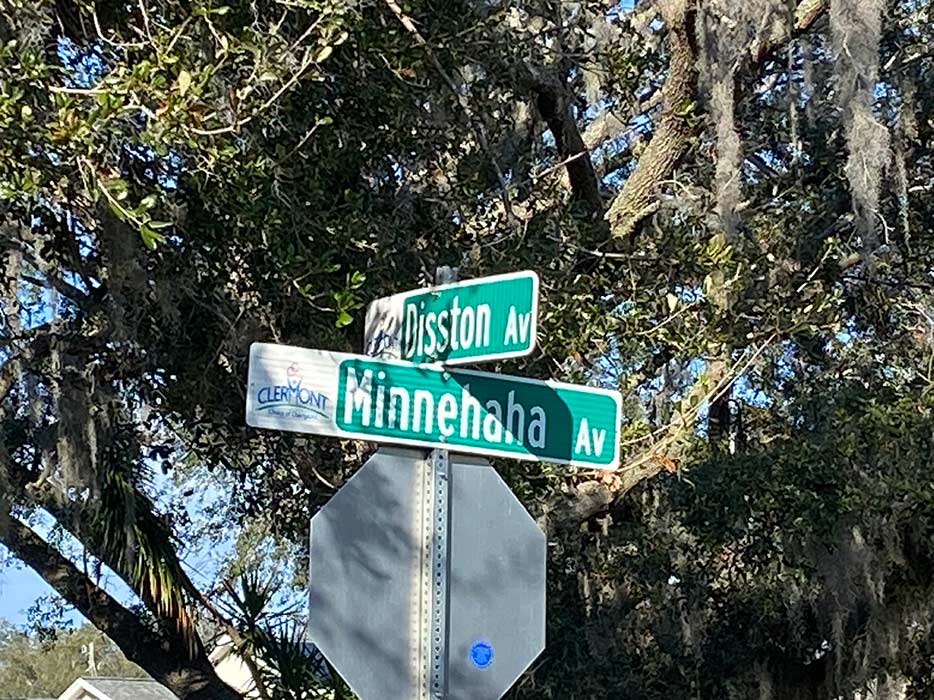 Disston Av
CLERMONT
Minnehaha Av